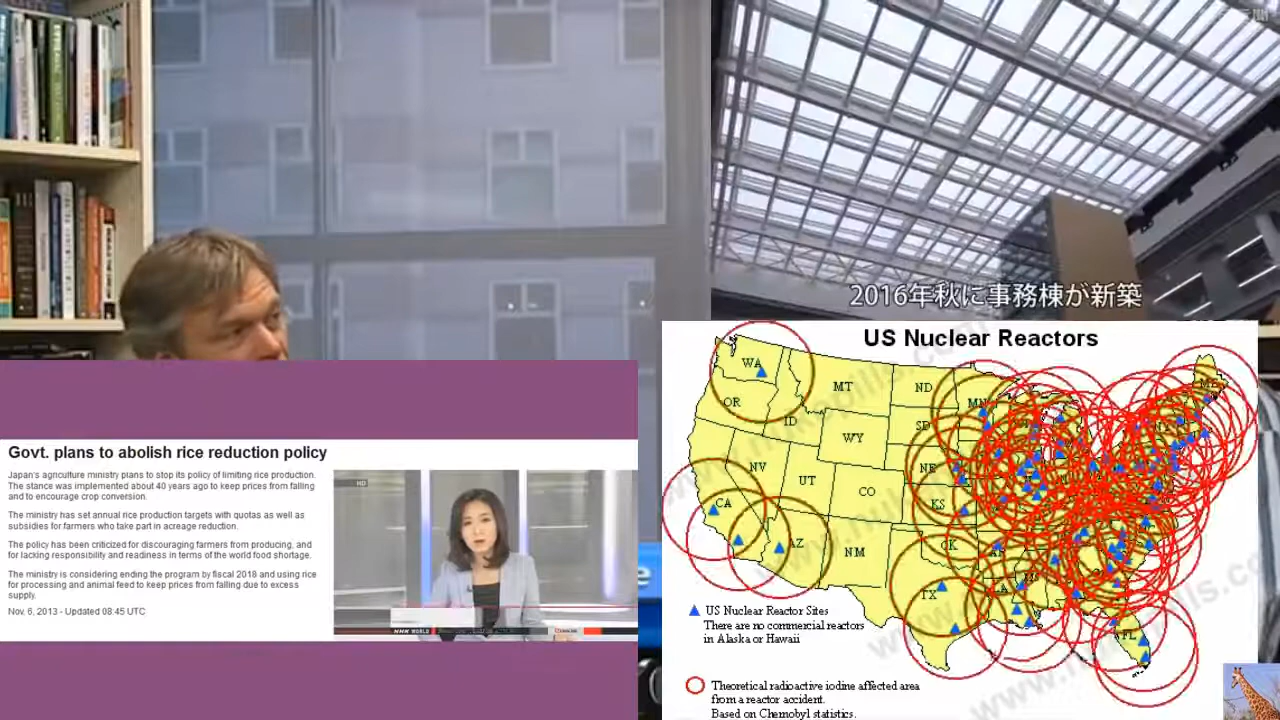 2016年秋に事務棟が新築
US Nuclear Reactors
WA
MT
ND
OR
MN
ID
SD
WY
NE
NV
UT
CO
CA
KS
AZ
NM
OK
TX
FL
ME
US Nuclear Reactor Sites
There are no commercial reactors
in Alaska or Hawaii
Theoretical radioactive iodine affected area
from a reactor accident.
Based on Chernobyl statistics.
Govt. plans to abolish rice reduction policy
Japan's agriculture ministry plans to stop its policy of limiting rice production.
The stance was implemented about 40 years ago to keep prices from falling
and to encourage crop conversion.
The ministry has set annual rice production targets with quotas as well as
subsidies for farmers who take part in acreage reduction.
The policy has been criticized for discouraging farmers from producing, and
for lacking responsibility and readiness in terms of the world food shortage.
The ministry is considering ending the program by fiscal 2018 and using rice
for processing and animal feed to keep prices from falling due to excess
supply.
Nov. 6, 2013 - Updated 08:45 UTC
HD
NHK WORLD
e